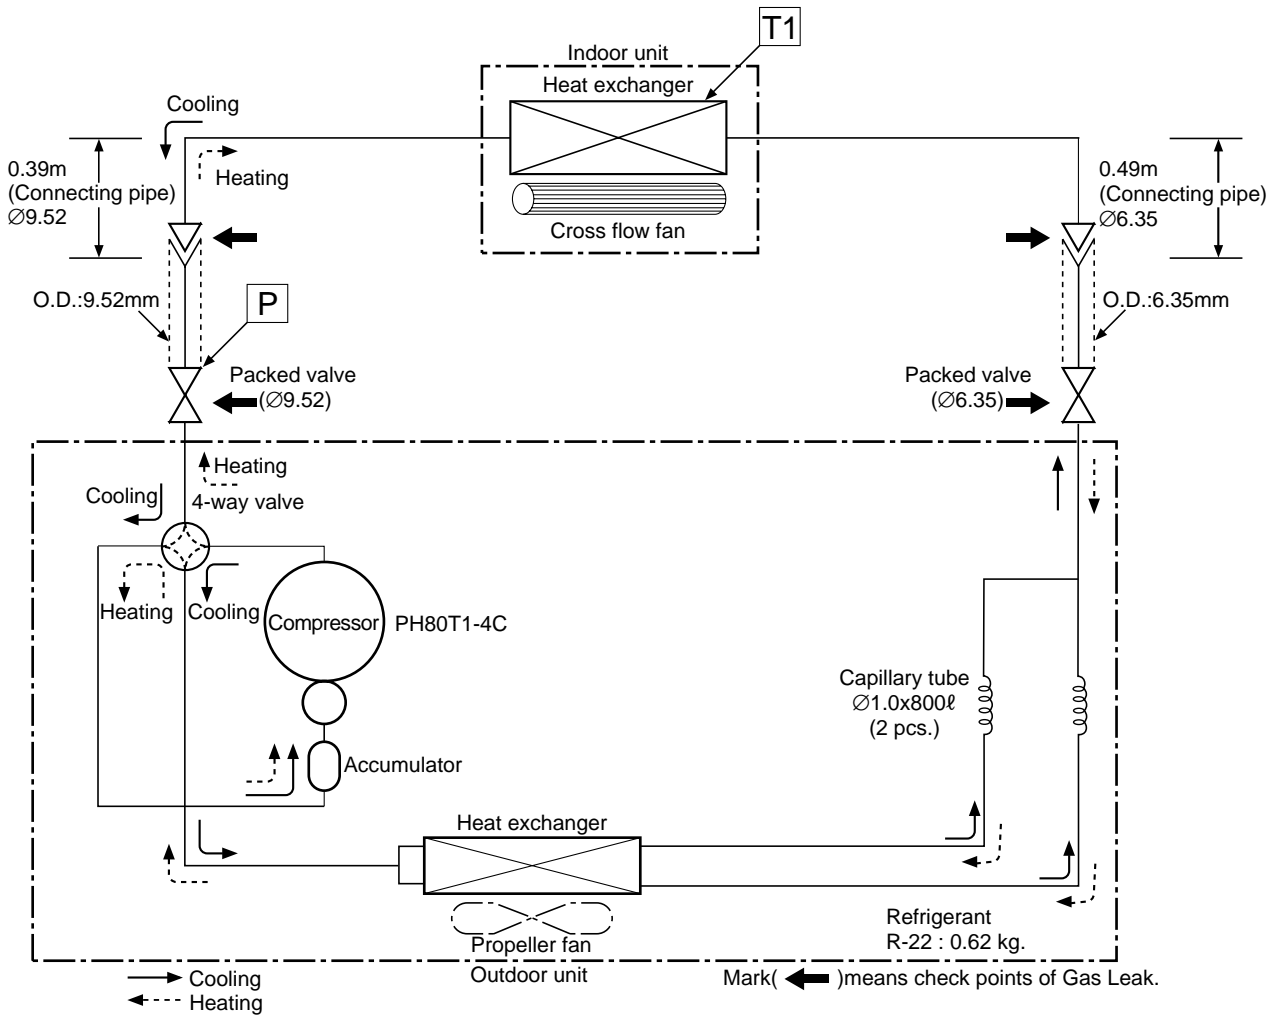 T1
Indoor unit
Heat exchanger
Cooling
Heating
0.39m
(Connecting pipe)
∅9.52
0.49m
(Connecting pipe)
∅6.35
Cross flow fan
O.D.:9.52mm
P
O.D.:6.35mm
Packed valve
(∅9.52)
Packed valve
(∅6.35)
Heating
Cooling
4-way valve
Heating
Cooling
Compressor
PH80T1-4C
Capillary tube
∅1.0x800ℓ
(2 pcs.)
Accumulator
Heat exchanger
Refrigerant
R-22 : 0.62 kg.
Propeller fan
Outdoor unit
Cooling
Heating
Mark( )means check points of Gas Leak.